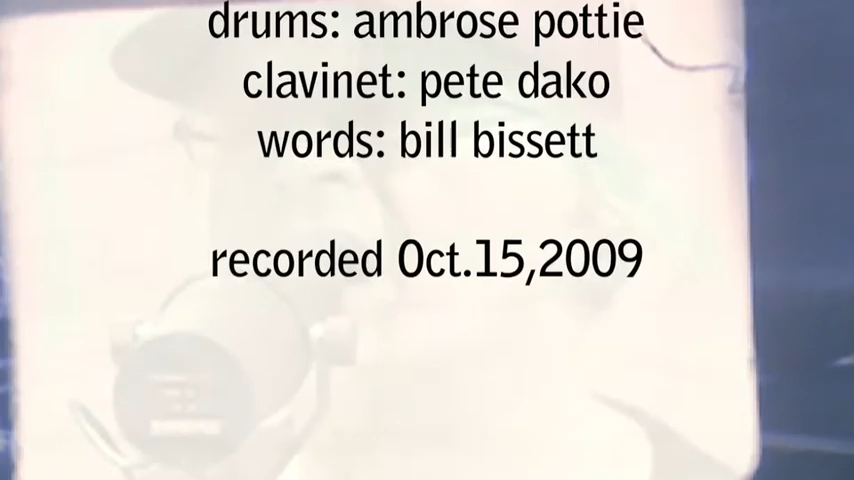 drums: ambrose pottie
clavinet: pete dako
words: bill bissett
recorded Oct.15,2009